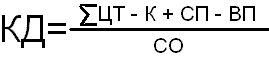 КД=
∑ЦТ - К + СП - ВП
СО